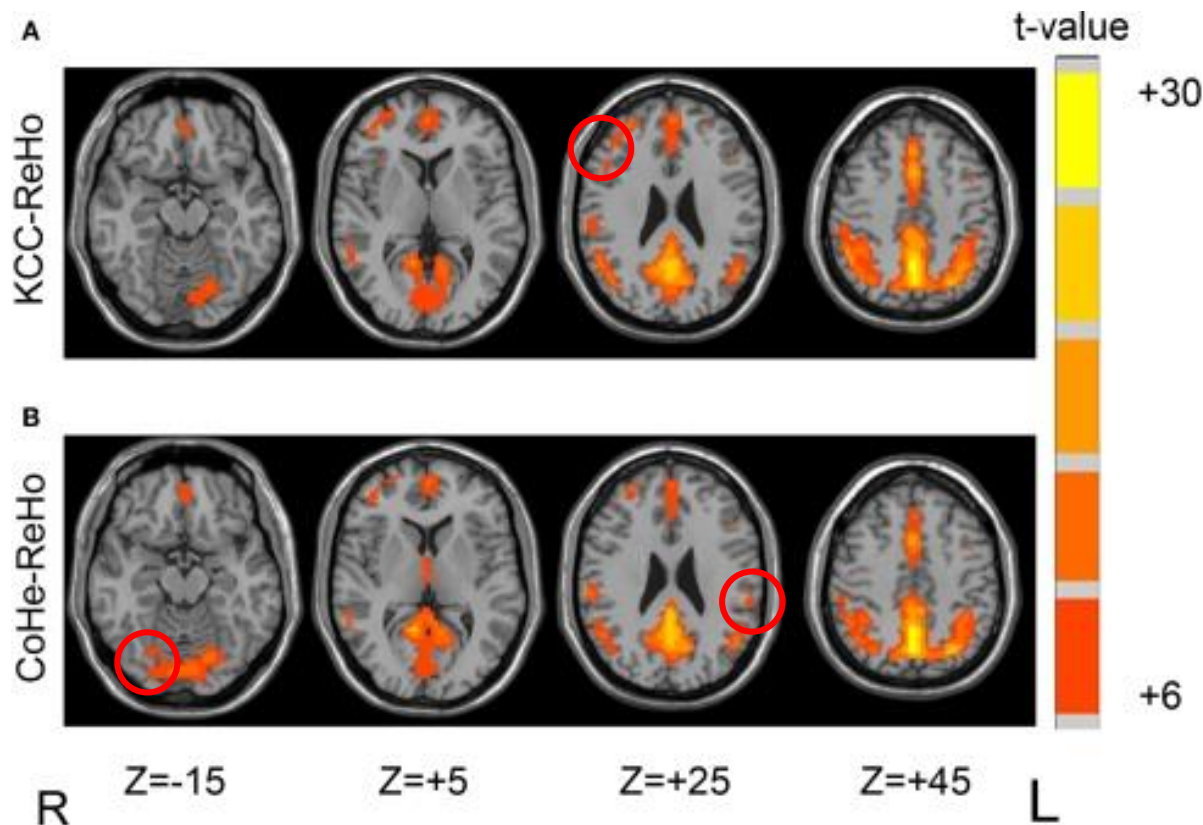 A
t-value
KCC-ReHo
+30
B
CoHe-ReHo
+6
Z=-15
Z=+5
Z=+25
Z=+45
R
L